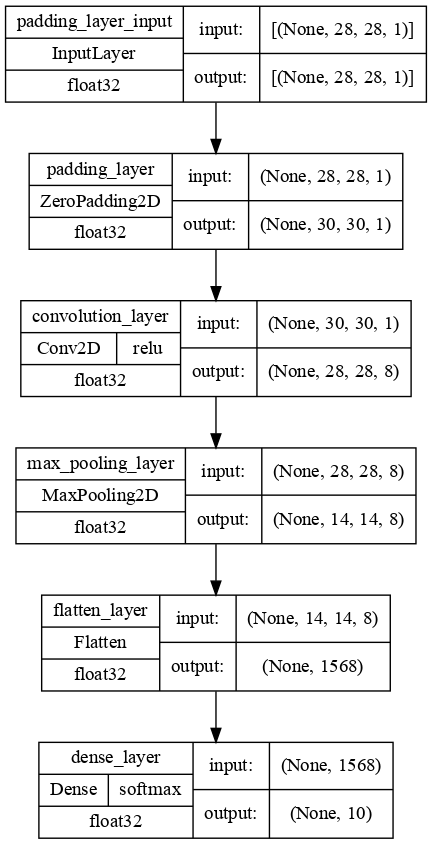 padding_layer_input
input:
[(None, 28, 28, 1)]
InputLayer
output:
[(None, 28, 28, 1)]
float32
padding_layer
input:
(None, 28, 28, 1)
ZeroPadding2D
output:
(None, 30, 30, 1)
float32
convolution_layer
input:
(None, 30, 30, 1)
Conv2D relu
output:
(None, 28, 28, 8)
float32
max_pooling_layer
input:
(None, 28, 28, 8)
MaxPooling2D
output:
(None, 14, 14, 8)
float32
flatten_layer
input:
(None, 14, 14, 8)
Flatten
output:
(None, 1568)
float32
dense_layer
input:
(None, 1568)
Dense softmax
output:
(None, 10)
float32